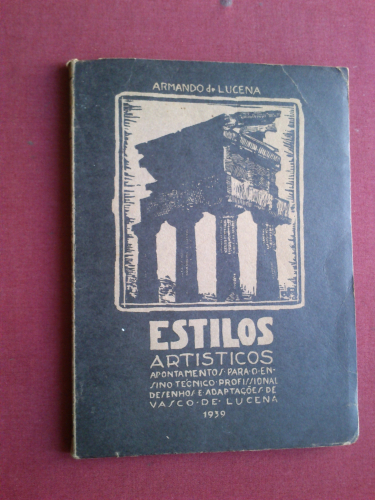 ARMANDO de LUCENA
ESTILOS
ARTISTICOS
APONTAMENTOS·PARA·O·EN-
SINO·TECNICO·PROFISSIONAL
DESENHOS·E·ADAPTAÇÕES·DE
VASCO·DE·LUCENA
1939